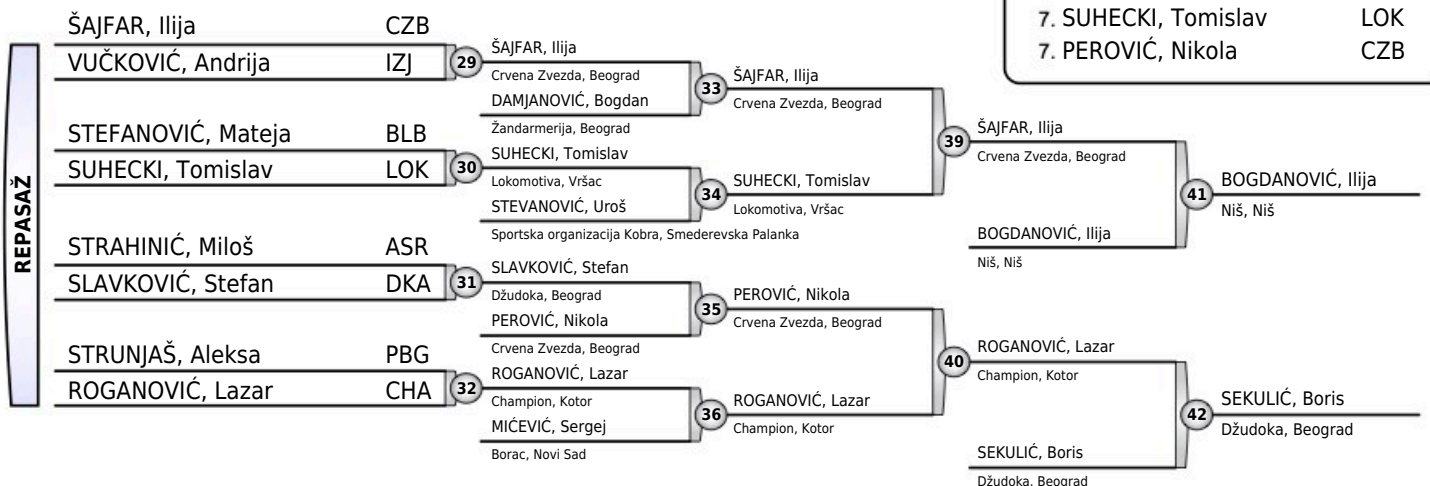 7. SUHECKI, Tomislav LOK
7. PEROVIĆ, Nikola CZB
REPASAŽ
ŠAJFAR, Ilija CZB
VUČKOVIĆ, Andrija IZJ
STEFANOVIĆ, Mateja BLB
SUHECKI, Tomislav LOK
STRAHINIĆ, Miloš ASR
SLAVKOVIĆ, Stefan DKA
STRUNJAŠ, Aleksa PBG
ROGANOVIĆ, Lazar CHA
29
30
31
32
ŠAJFAR, Ilija
Crvena Zvezda, Beograd
DAMJANOVIĆ, Bogdan
Žandarmerija, Beograd
SUHECKI, Tomislav
Lokomotiva, Vršac
STEVANOVIĆ, Uroš
Sportska organizacija Kobra, Smederevska Palanka
SLAVKOVIĆ, Stefan
Džudoka, Beograd
PEROVIĆ, Nikola
Crvena Zvezda, Beograd
ROGANOVIĆ, Lazar
Champion, Kotor
MIĆEVIĆ, Sergej
Borac, Novi Sad
33
34
35
36
ŠAJFAR, Ilija
Crvena Zvezda, Beograd
SUHECKI, Tomislav
Lokomotiva, Vršac
PEROVIĆ, Nikola
Crvena Zvezda, Beograd
ROGANOVIĆ, Lazar
Champion, Kotor
39
40
ŠAJFAR, Ilija
Crvena Zvezda, Beograd
BOGDANOVIĆ, Ilija
Niš, Niš
ROGANOVIĆ, Lazar
Champion, Kotor
SEKULIĆ, Boris
Džudoka, Beograd
41
42
BOGDANOVIĆ, Ilija
Niš, Niš
SEKULIĆ, Boris
Džudoka, Beograd